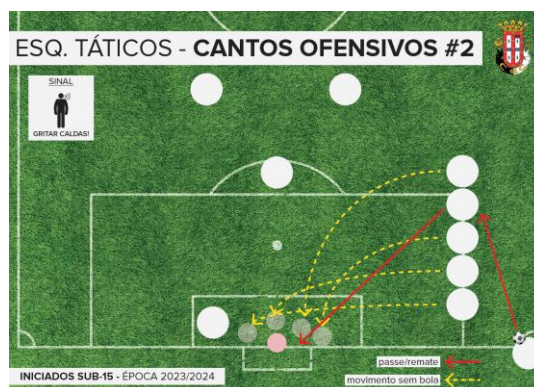 ESQ. TÁTICOS - CANTOS OFENSIVOS #2
SINAL
GRITAR CALDAS!
passe/remate
INICIADOS SUB-15 - ÉPOCA 2023/2024
movimento sem bola